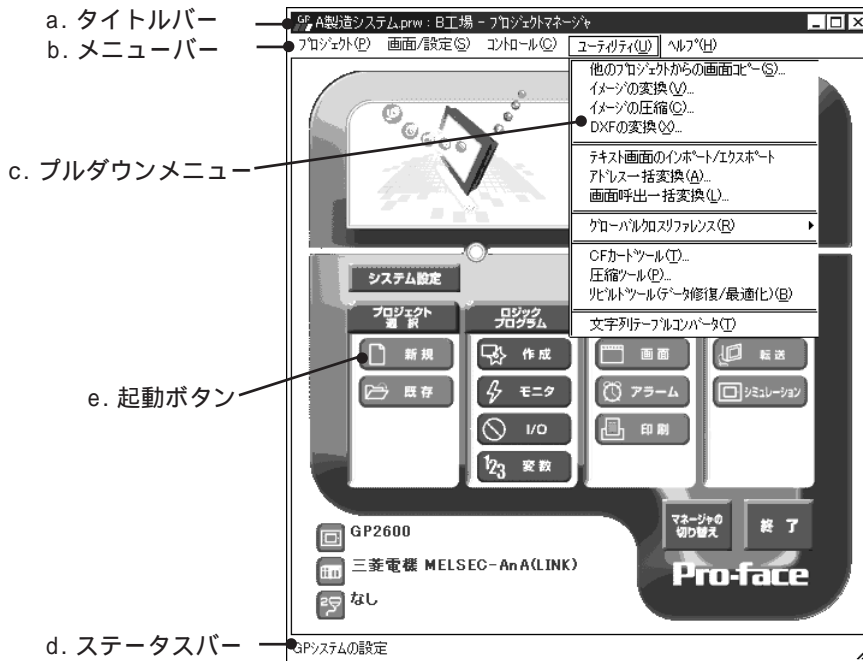 a. タイトルバー
GP A製造システム.prw : B工場 - プロジェクトマネージャ
b. メニューバー
プロジェクト(P) 画面/設定(S) コントロール(C) ユーティリティ(U) ヘルプ(H)
他のプロジェクトからの画面コピー(S)...
イメージの変換(V)...
イメージの圧縮(C)...
DXFの変換(X)...
c. プルダウンメニュー
テキスト画面のインポート/エクスポート
アドレス一括変換(A)...
画面呼出一括変換(L)...
グローバルクロスリファレンス(R)
CFカードツール(T)...
圧縮ツール(P)...
リビルドツール(データ修復/最適化)(B)
文字列テーブルコンバータ(T)
システム設定
プロジェクト
選択
ロジック
プログラム
新規 作成 画面 転送
e. 起動ボタン
既存 モニタ アラーム シミュレーション
I/O 印刷
123 変数
マネージャの
切り替え
終了
GP2600
三菱電機 MELSEC-AnA(LINK)
Pro-face
2 なし
d. ステータスバー
GPシステムの設定